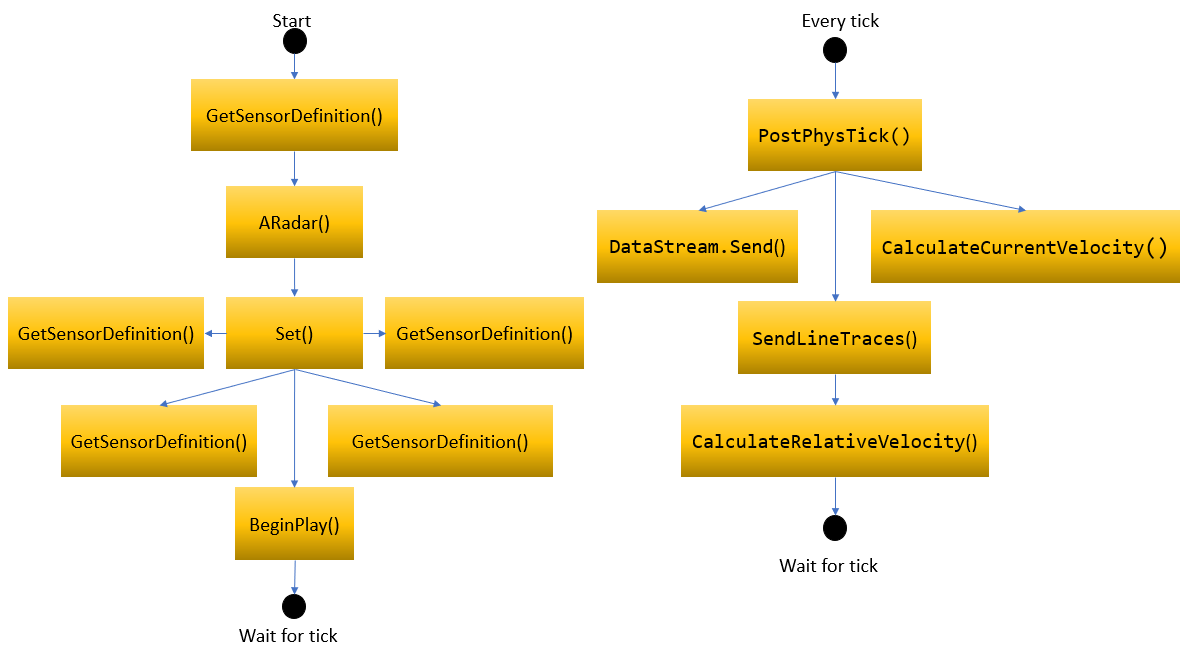 Start
GetSensorDefinition()
ARadar()
GetSensorDefinition()
Set()
GetSensorDefinition()
GetSensorDefinition()
GetSensorDefinition()
BeginPlay()
Wait for tick
Every tick
PostPhysTick()
DataStream.Send()
CalculateCurrentVelocity()
SendLineTraces()
CalculateRelativeVelocity()
Wait for tick